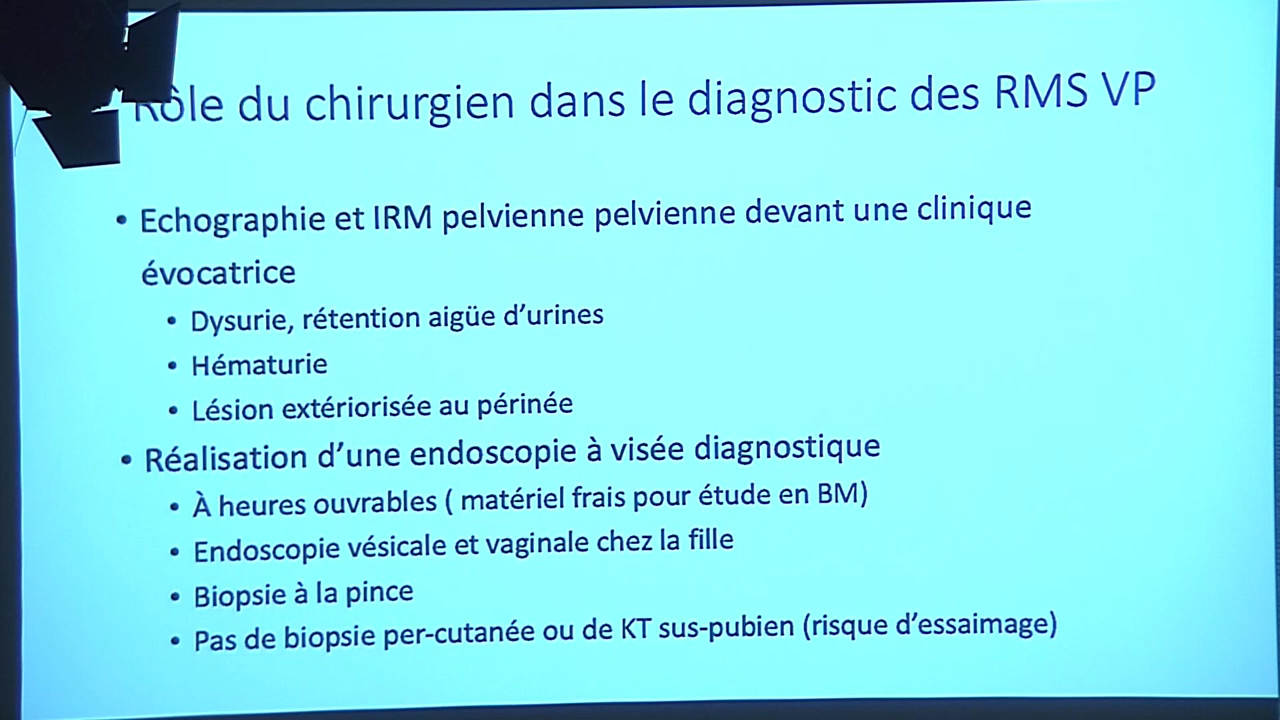 Rôle du chirurgien dans le diagnostic des RMS VP
• Echographie et IRM pelvienne pelvienne devant une clinique
évocatrice
• Dysurie, rétention aigüe d'urines
• Hématurie
• Lésion extériorisée au périnée
• Réalisation d'une endoscopie à visée diagnostique
• À heures ouvrables ( matériel frais pour étude en BM)
• Endoscopie vésicale et vaginale chez la fille
• Biopsie à la pince
• Pas de biopsie per-cutanée ou de KT sus-pubien (risque d'essaimage)